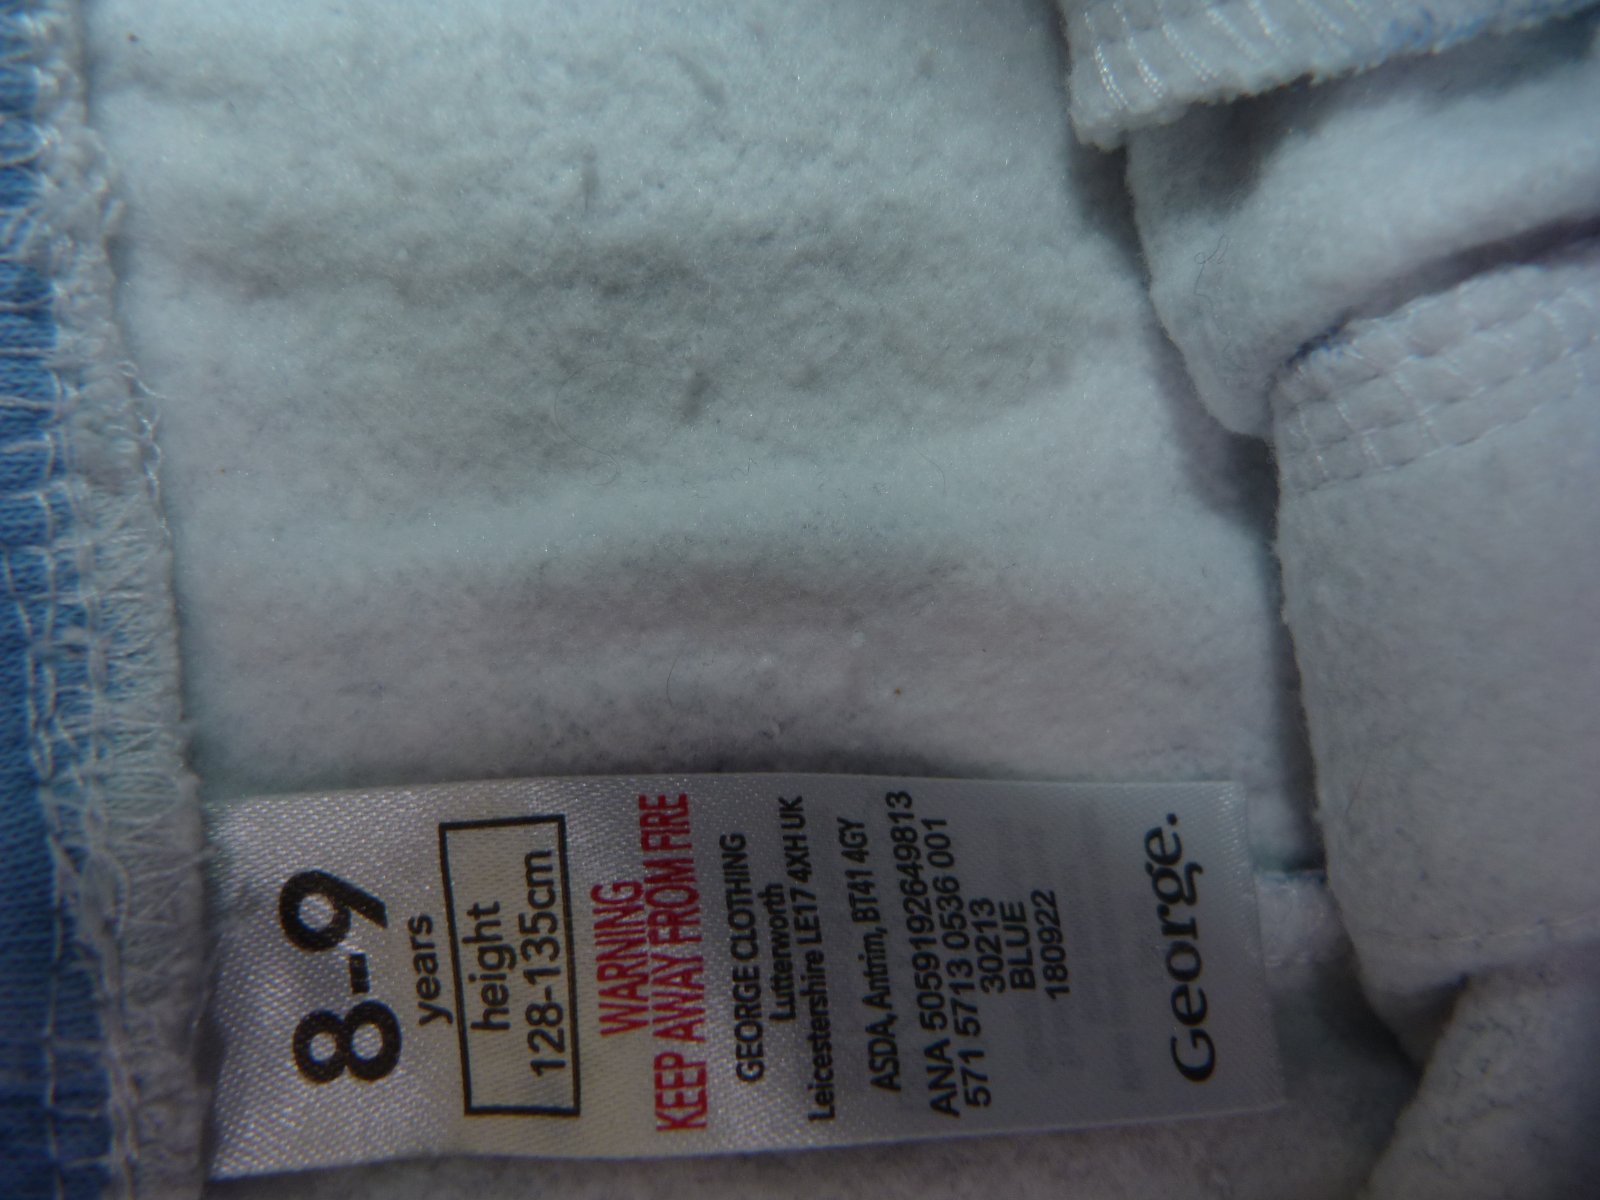 8-9
years
height
128-135cm
WARNING
KEEP AWAY FROM FIRE
GEORGE CLOTHING
Lutterworth
Leicestershire LE17 4XH UK
ASDA, Antrim, BT41 4GY
ANA 5059192649813
571 5713 0536 001
30213
BLUE
180922
George.